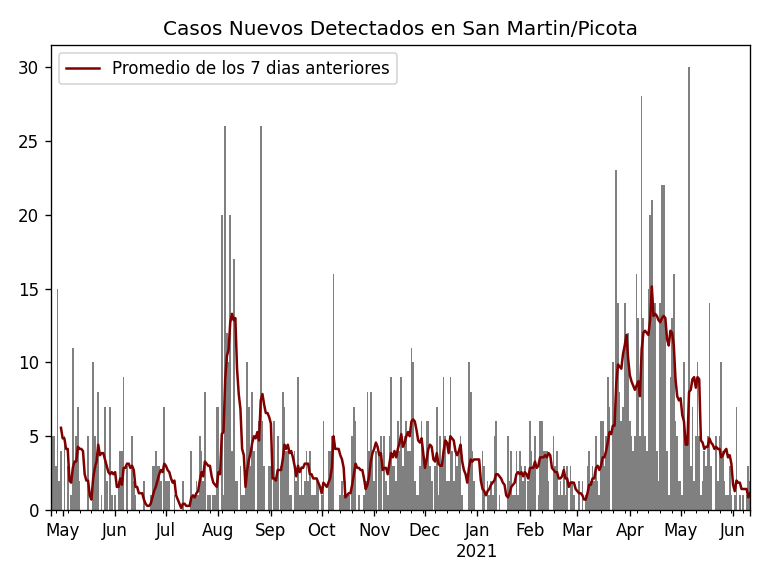 Casos Nuevos Detectados en San Martin/Picota
Promedio de los 7 dias anteriores
30
25
20
15
10
5
0
May Jun Jul Aug Sep Oct Nov Dec Jan Feb Mar Apr May Jun
2021